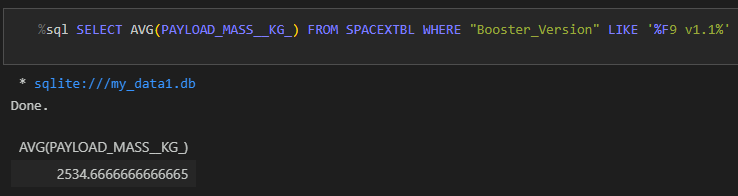 %sql SELECT AVG(PAYLOAD_MASS__KG_) FROM SPACEXTBL WHERE "Booster_Version" LIKE '%F9 v1.1%'
* sqlite:///my_data1.db
Done.
AVG(PAYLOAD_MASS__KG_)
2534.6666666666665